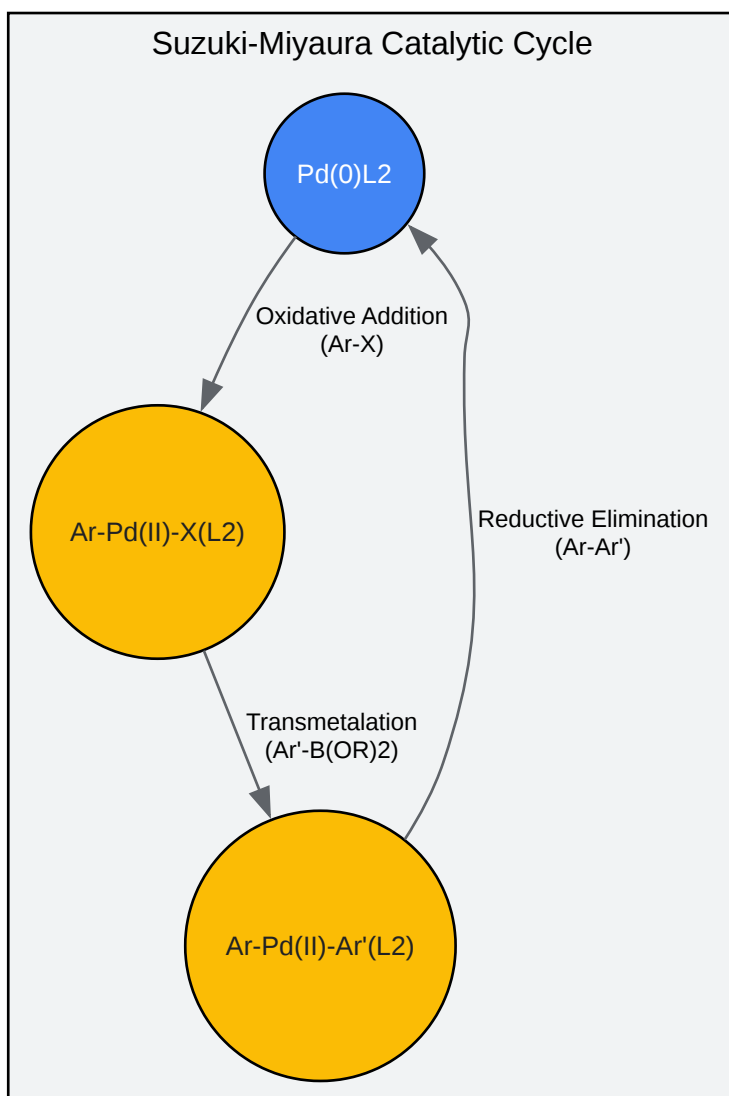 Suzuki-Miyaura Catalytic Cycle
Pd(0)L2
Oxidative Addition
(Ar-X)
Ar-Pd(II)-X(L2)
Reductive Elimination
(Ar-Ar')
Transmetalation
(Ar'-B(OR)2)
Ar-Pd(II)-Ar'(L2)